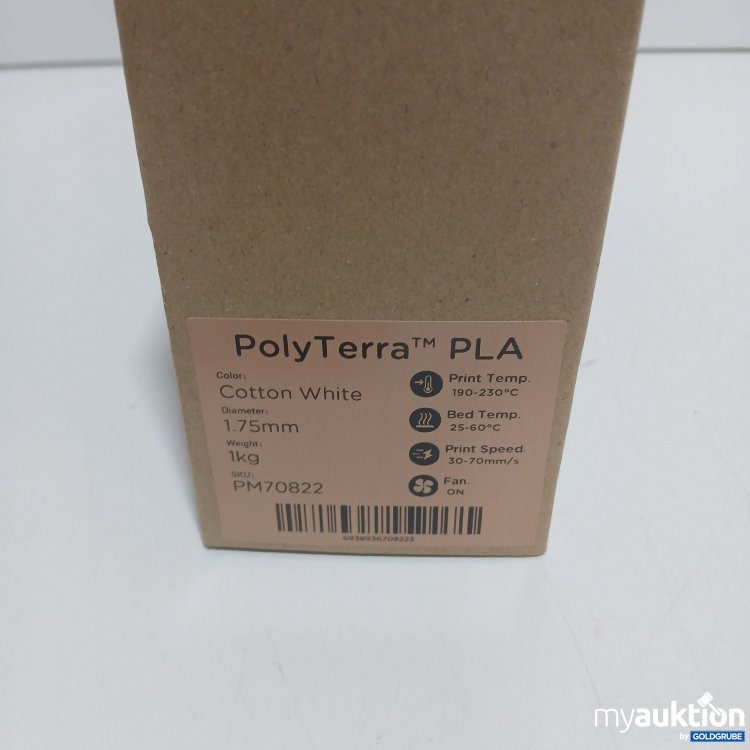 PolyTerra™ PLA
Color:
Cotton White
Diameter:
1.75mm
Weight:
1kg
SKU:
PM70822
Print Temp.
190-230°C
Bed Temp.
25-60°C
Print Speed.
30-70mm/s
Fan.
ON
6938936708223
myauktion
by GOLDGRUBE